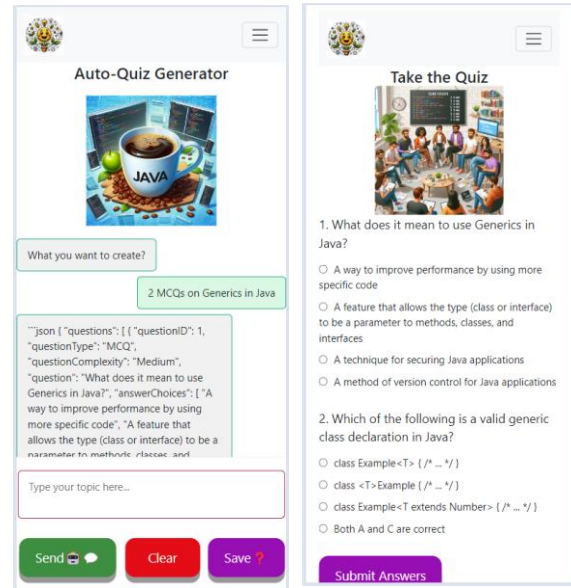 Auto-Quiz Generator
JAVA
What you want to create?
2 MCQs on Generics in Java
```json { "questions": [ { "questionID": 1,
"questionType": "MCQ",
"questionComplexity": "Medium",
"question": "What does it mean to use
Generics in Java?", "answerChoices": [ "A
way to improve performance by using
more specific code", "A feature that
allows the type (class or interface) to be a
parameter to methods, classes, and
Type your topic here...
Send
Clear
Save ?
Take the Quiz
1. What does it mean to use Generics in
Java?
A way to improve performance by using more
specific code
A feature that allows the type (class or interface)
to be a parameter to methods, classes, and
interfaces
A technique for securing Java applications
A method of version control for Java applications
2. Which of the following is a valid generic
class declaration in Java?
class Example<T> { /* ... */ }
class <T>Example { /* ... */ }
class Example<T extends Number> { /* ... */ }
Both A and C are correct
Submit Answers